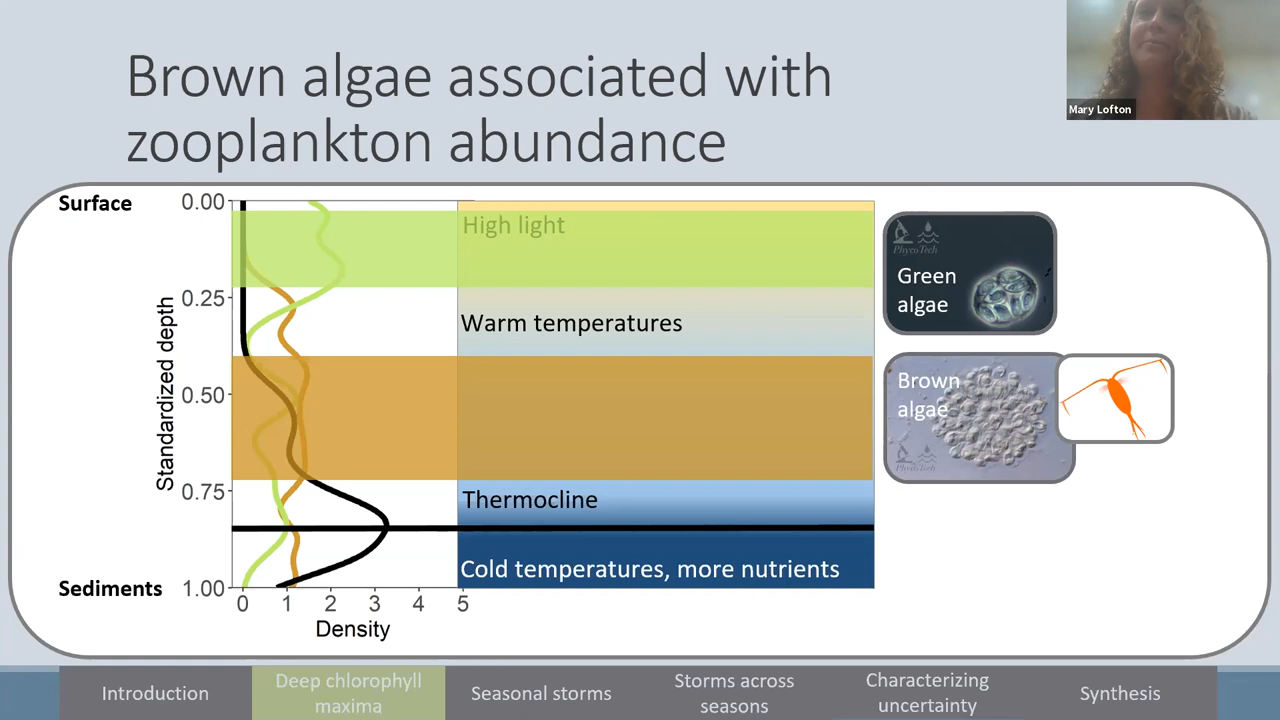 Brown algae associated with
zooplankton abundance
Mary Lofton
Surface
0.00
0.25
0.50
0.75
1.00
Standardized depth
Sediments
0 1 2 3 4 5
Density
High light
Warm temperatures
Thermocline
Cold temperatures, more nutrients
PhycoTech
Green
algae
Brown
algae
PhycoTech
Introduction
Deep chlorophyll
maxima
Seasonal storms
Storms across
seasons
Characterizing
uncertainty
Synthesis